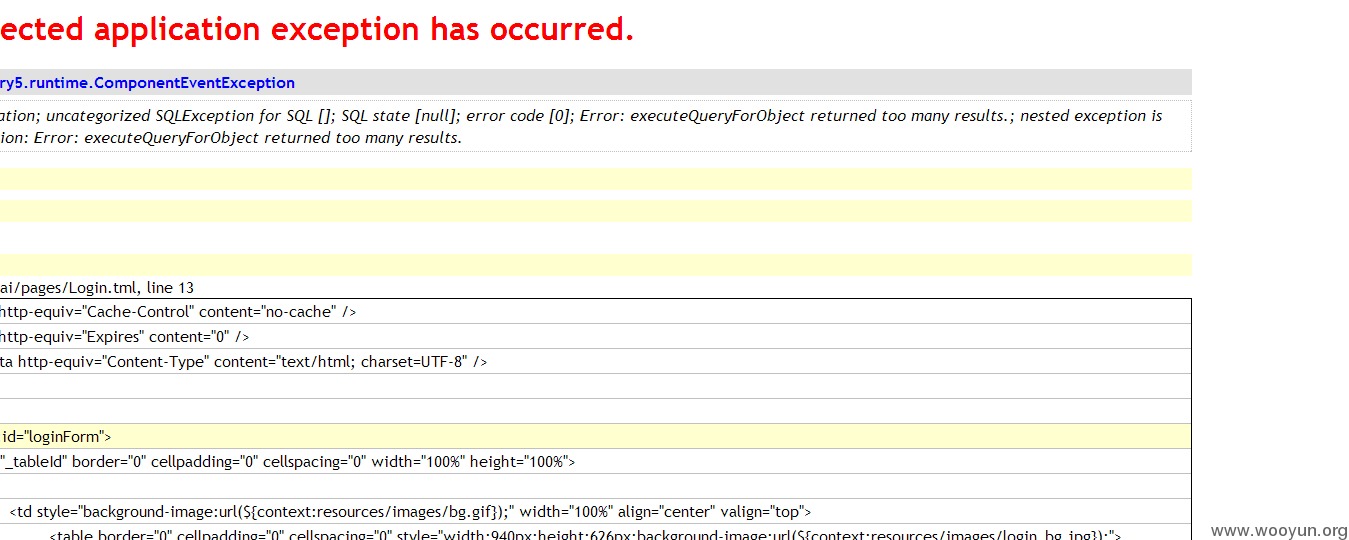 ected application exception has occurred.
ry5.runtime.ComponentEventException
ation; uncategorized SQLException for SQL []; SQL state [null]; error code [0]; Error: executeQueryForObject returned too many results.; nested exception is
ion: Error: executeQueryForObject returned too many results.
ai/pages/Login.tml, line 13
http-equiv="Cache-Control" content="no-cache" />
http-equiv="Expires" content="0" />
ta http-equiv="Content-Type" content="text/html; charset=UTF-8" />
id="loginForm">
"_tableId" border="0" cellpadding="0" cellspacing="0" width="100%" height="100%">
<td style="background-image:url(${context:resources/images/bg.gif});" width="100%" align="center" valign="top">
<table border="0" cellpadding="0" cellspacing="0" style="width:940px;height:626px;background-image:url(${context:resources/images/login_bg.jpg});">
www.wooyun.org